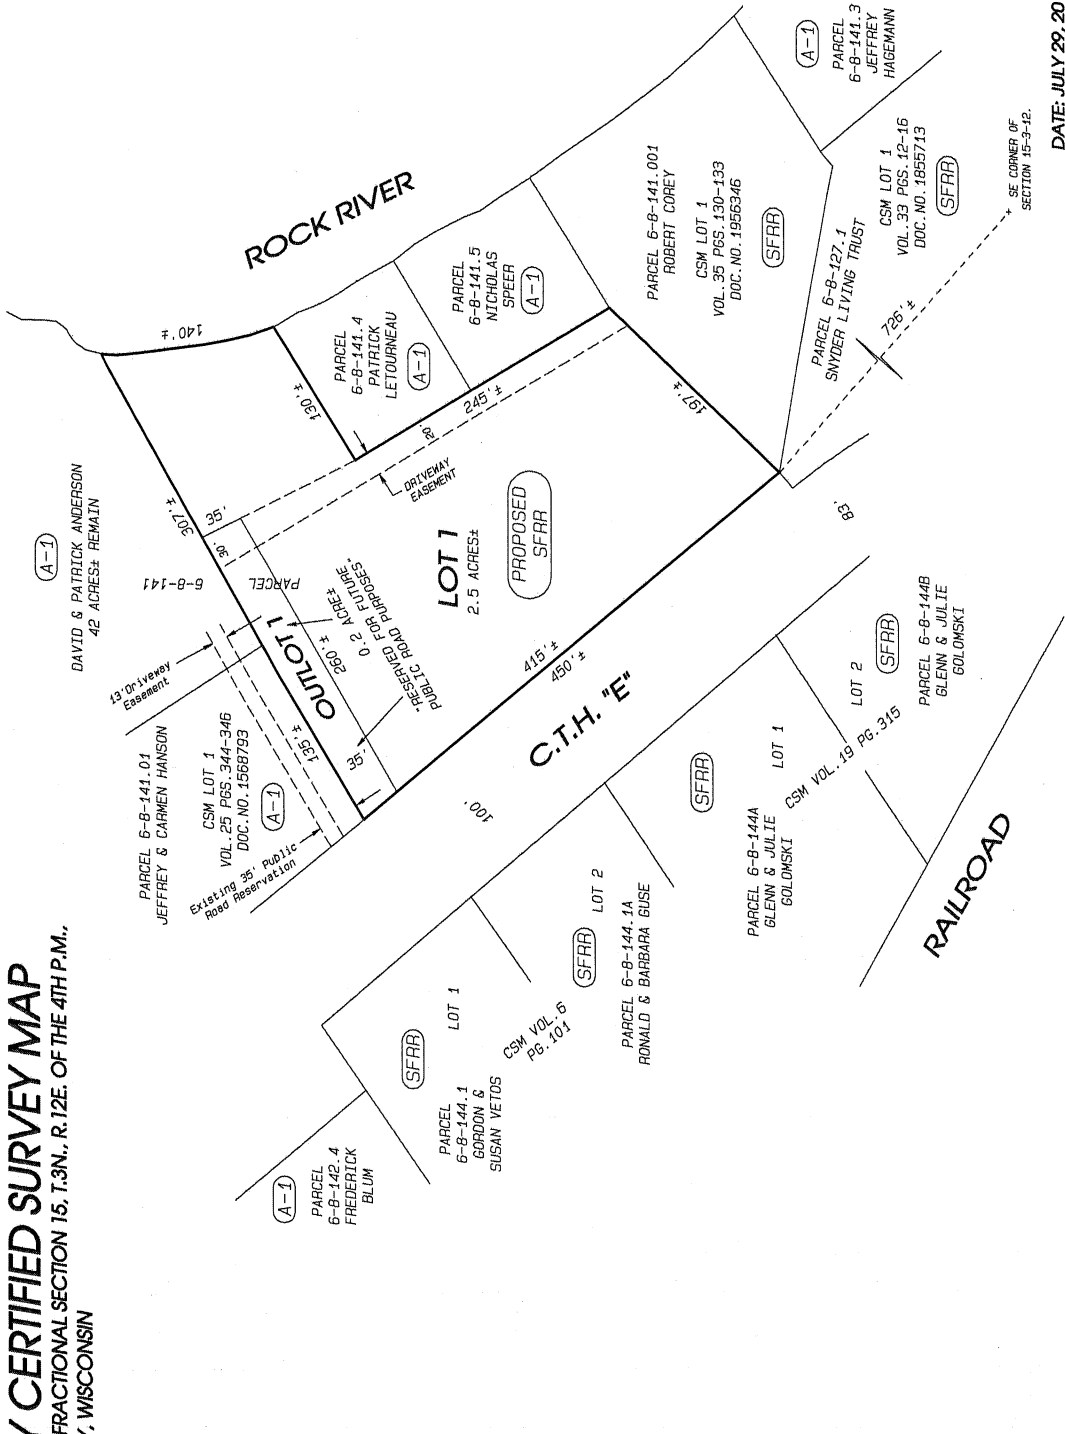 Y CERTIFIED SURVEY MAP
FRACTIONAL SECTION 15, T.3N., R.12E. OF THE 4TH P.M.,
Y, WISCONSIN
A-1
DAVID & PATRICK ANDERSON
42 ACRES± REMAIN
PARCEL
6-8-141
ROCK RIVER
140'±
307'±
130'±
PARCEL
6-8-141.4
PATRICK
LETOURNEAU
A-1
PARCEL
6-8-141.5
NICHOLAS
SPEER
A-1
PARCEL 6-8-141.001
ROBERT COREY
CSM LOT 1
VOL.35 PGS.130-133
DOC.NO.1956346
SFRR
A-1
PARCEL
6-8-141.3
JEFFREY
HAGEMANN
CSM LOT 1
VOL.33 PGS.12-16
DOC.NO.1855713
SFRR
PARCEL 6-8-127.1
SNYDER LIVING TRUST
726'±
SE CORNER OF
SECTION 15-3-12.
DATE: JULY 29, 20
13'Driveway
Easement
PARCEL 6-8-141.01
JEFFREY & CARMEN HANSON
CSM LOT 1
VOL.25 PGS.344-346
DOC.NO.1568793
A-1
Existing 35' Public
Road Reservation
135'±
35'
OUTLOT 1
260'±
0.2 ACRE±
"RESERVED FOR FUTURE
PUBLIC ROAD PURPOSES"
35'
30'
20'
245'±
DRIVEWAY
EASEMENT
LOT 1
2.5 ACRES±
PROPOSED
SFRR
197'±
415'±
450'±
C.T.H. "E"
100'
83'
A-1
PARCEL
6-8-142.4
FREDERICK
BLUM
SFRR
LOT 1
PARCEL
6-8-144.1
GORDON &
SUSAN VETOS
CSM VOL.6
PG.101
SFRR
LOT 2
PARCEL 6-8-144.1A
RONALD & BARBARA GUSE
SFRR
LOT 1
PARCEL 6-8-144A
GLENN & JULIE
GOLOMSKI
CSM VOL.19 PG.315
LOT 2
SFRR
PARCEL 6-8-144B
GLENN & JULIE
GOLOMSKI
RAILROAD